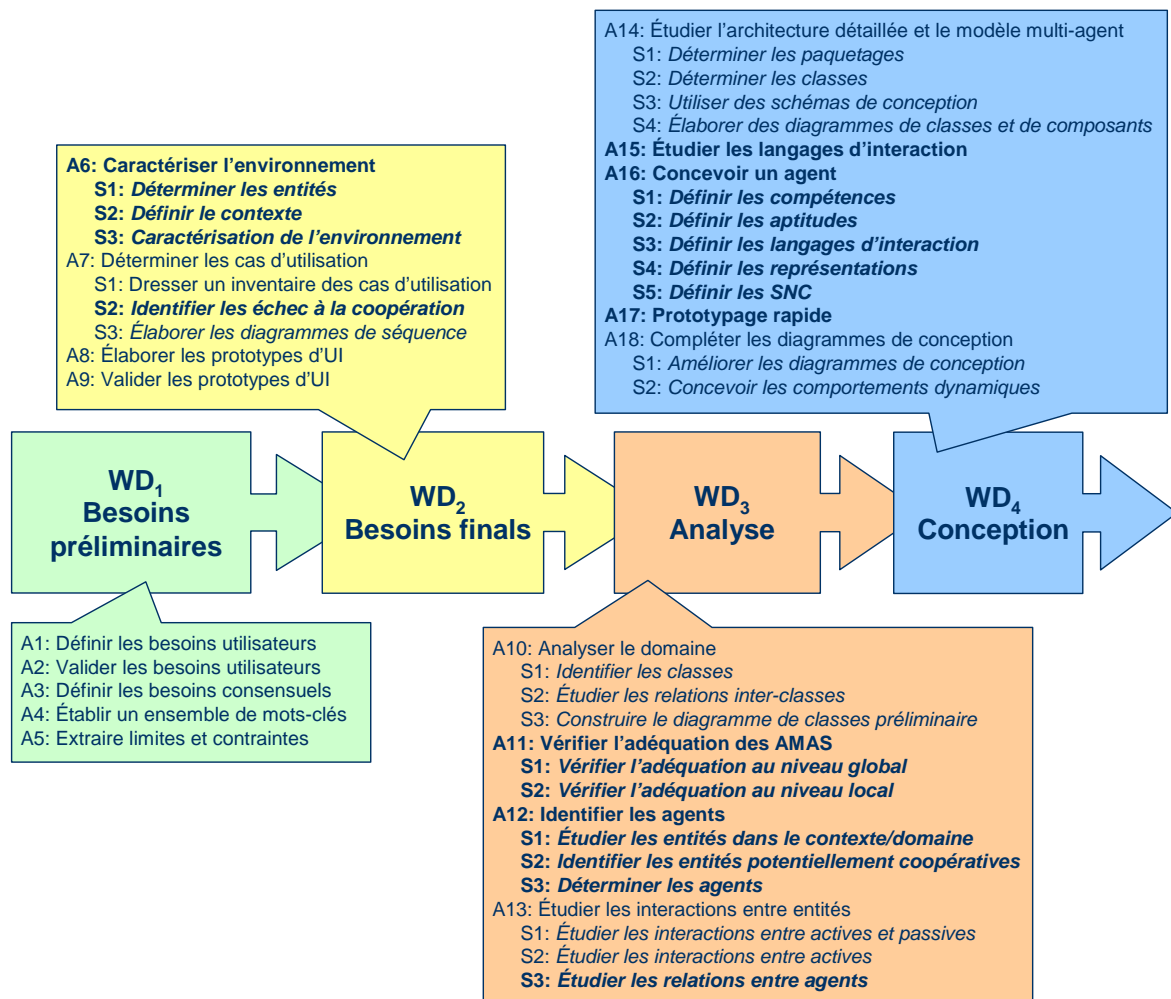 A14: Étudier l’architecture détaillée et le modèle multi-agent
S1: Déterminer les paquetages
S2: Déterminer les classes
S3: Utiliser des schémas de conception
S4: Élaborer des diagrammes de classes et de composants
A15: Étudier les langages d’interaction
A16: Concevoir un agent
S1: Définir les compétences
S2: Définir les aptitudes
S3: Définir les langages d’interaction
S4: Définir les représentations
S5: Définir les SNC
A17: Prototypage rapide
A18: Compléter les diagrammes de conception
S1: Améliorer les diagrammes de conception
S2: Concevoir les comportements dynamiques
A6: Caractériser l’environnement
S1: Déterminer les entités
S2: Définir le contexte
S3: Caractérisation de l’environnement
A7: Déterminer les cas d’utilisation
S1: Dresser un inventaire des cas d’utilisation
S2: Identifier les échec à la coopération
S3: Élaborer les diagrammes de séquence
A8: Élaborer les prototypes d’UI
A9: Valider les prototypes d’UI
WD1
Besoins
préliminaires
WD2
Besoins finals
WD3
Analyse
WD4
Conception
A1: Définir les besoins utilisateurs
A2: Valider les besoins utilisateurs
A3: Définir les besoins consensuels
A4: Établir un ensemble de mots-clés
A5: Extraire limites et contraintes
A10: Analyser le domaine
S1: Identifier les classes
S2: Étudier les relations inter-classes
S3: Construire le diagramme de classes préliminaire
A11: Vérifier l’adéquation des AMAS
S1: Vérifier l’adéquation au niveau global
S2: Vérifier l’adéquation au niveau local
A12: Identifier les agents
S1: Étudier les entités dans le contexte/domaine
S2: Identifier les entités potentiellement coopératives
S3: Déterminer les agents
A13: Étudier les interactions entre entités
S1: Étudier les interactions entre actives et passives
S2: Étudier les interactions entre actives
S3: Étudier les relations entre agents